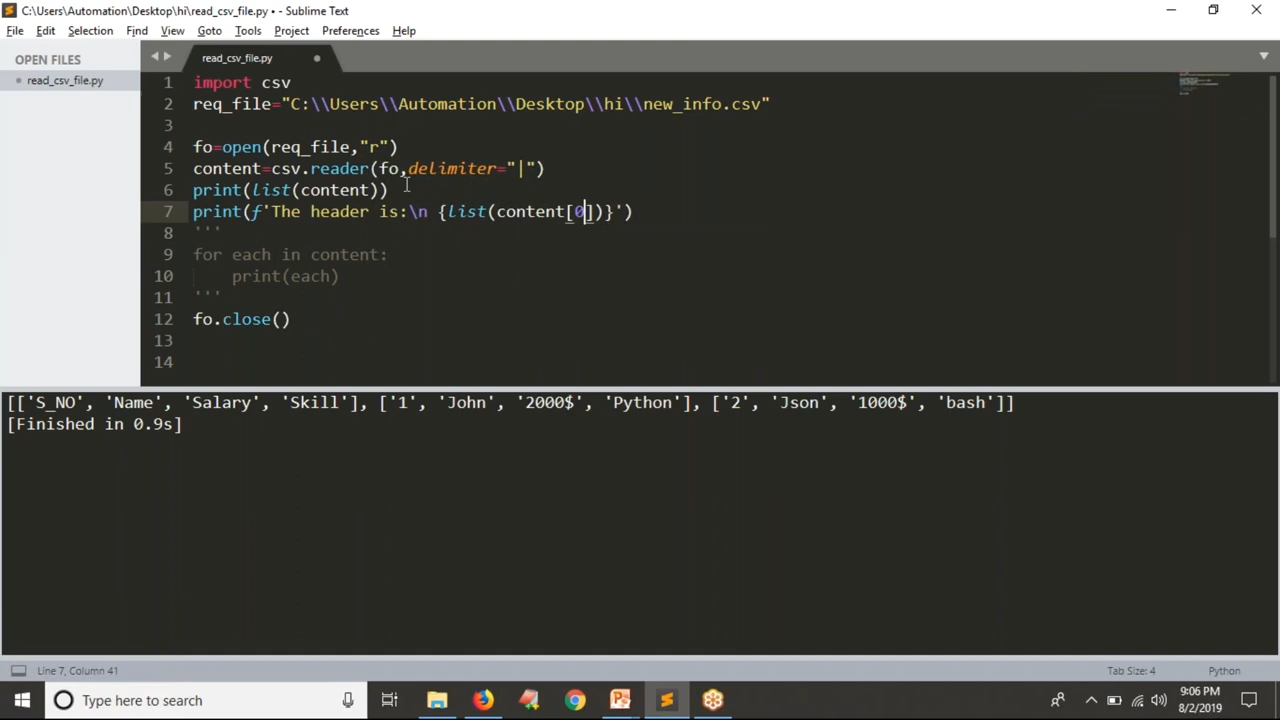 C:\Users\Automation\Desktop\hi\read_csv_file.py • - Sublime Text
File Edit Selection Find View Goto Tools Project Preferences Help
OPEN FILES
read_csv_file.py
read_csv_file.py
1 import csv
2 req_file="C:\\Users\\Automation\\Desktop\\hi\\new_info.csv"
3
4 fo=open(req_file,"r")
5 content=csv.reader(fo,delimiter="|")
6 print(list(content))
7 print(f'The header is:\n {list(content[0])}')
8 '''
9 for each in content:
10     print(each)
11 '''
12 fo.close()
13
14
[['S_NO', 'Name', 'Salary', 'Skill'], ['1', 'John', '2000$', 'Python'], ['2', 'Json', '1000$', 'bash']]
[Finished in 0.9s]
Line 7, Column 41 Tab Size: 4 Python
Type here to search
9:06 PM
8/2/2019